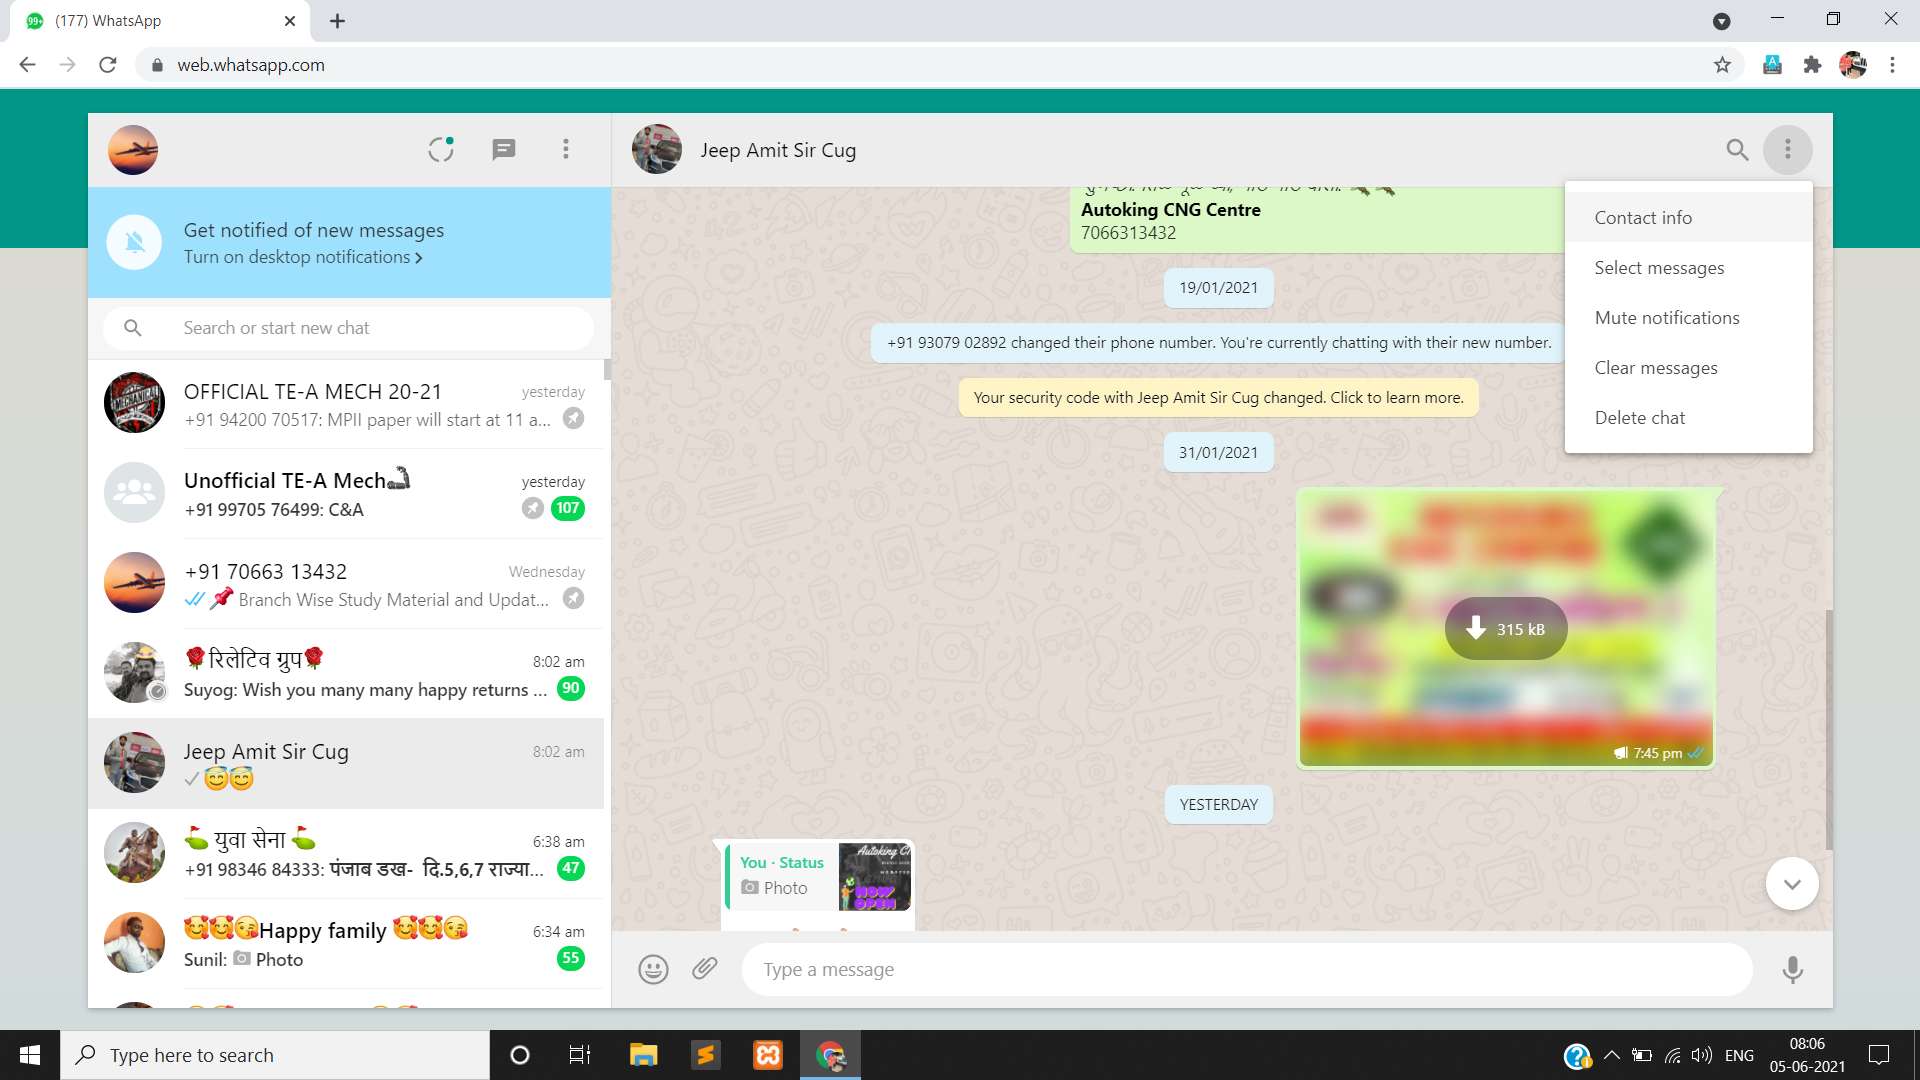 (177) WhatsApp
web.whatsapp.com
Jeep Amit Sir Cug
Autoking CNG Centre
7066313432
Contact info
Select messages
Mute notifications
Clear messages
Delete chat
Get notified of new messages
Turn on desktop notifications >
Search or start new chat
OFFICIAL TE-A MECH 20-21
yesterday
+91 94200 70517: MPII paper will start at 11 a...
Unofficial TE-A Mech
yesterday
+91 99705 76499: C&A
107
+91 70663 13432
Wednesday
Branch Wise Study Material and Updat...
🌹रिलेटिव ग्रुप🌹
8:02 am
Suyog: Wish you many many happy returns ...
90
Jeep Amit Sir Cug
8:02 am
😇😇
⛳ युवा सेना ⛳
6:38 am
+91 98346 84333: पंजाब डख- दि.5,6,7 राज्या...
47
🥰🥰😘Happy family 🥰🥰😘
6:34 am
Sunil: Photo
55
19/01/2021
+91 93079 02892 changed their phone number. You're currently chatting with their new number.
Your security code with Jeep Amit Sir Cug changed. Click to learn more.
31/01/2021
315 kB
7:45 pm
YESTERDAY
You · Status
Photo
Autoking C
NOW
OPEN
Type a message
Type here to search
ENG
08:06
05-06-2021